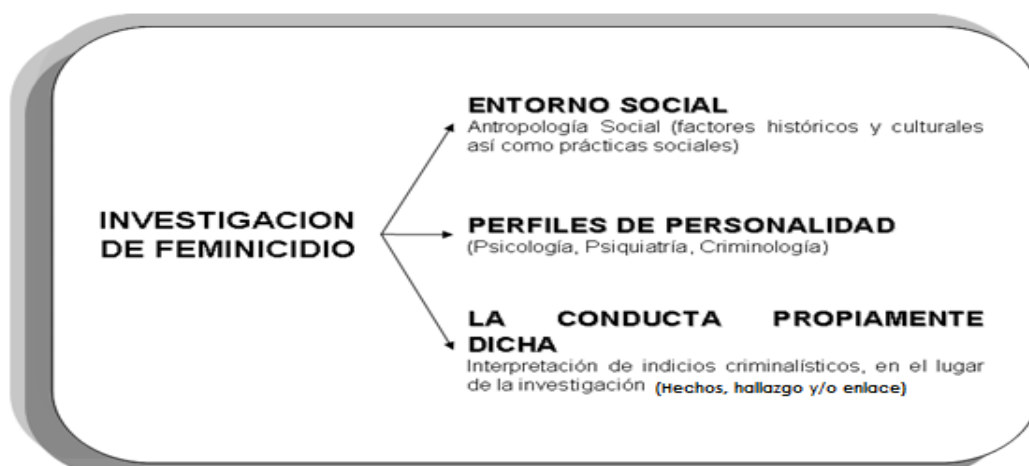 ENTORNO SOCIAL
Antropología Social (factores históricos y culturales
así como prácticas sociales)
INVESTIGACION
DE FEMINICIDIO
PERFILES DE PERSONALIDAD
(Psicología, Psiquiatría, Criminología)
LA CONDUCTA PROPIAMENTE
DICHA
Interpretación de indicios criminalísticos, en el lugar
de la investigación (Hechos, hallazgo y/o enlace)